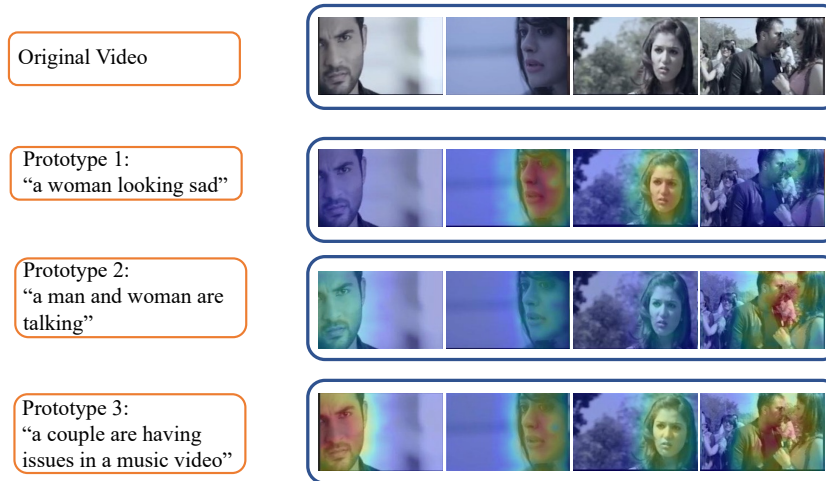 Original Video
Prototype 1:
“a woman looking sad”
Prototype 2:
“a man and woman are
talking”
Prototype 3:
“a couple are having
issues in a music video”